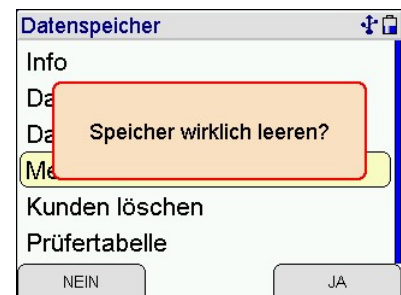 Datenspeicher
Info
Da
Da
Speicher wirklich leeren?
Me
Kunden löschen
Prüfertabelle
NEIN
JA